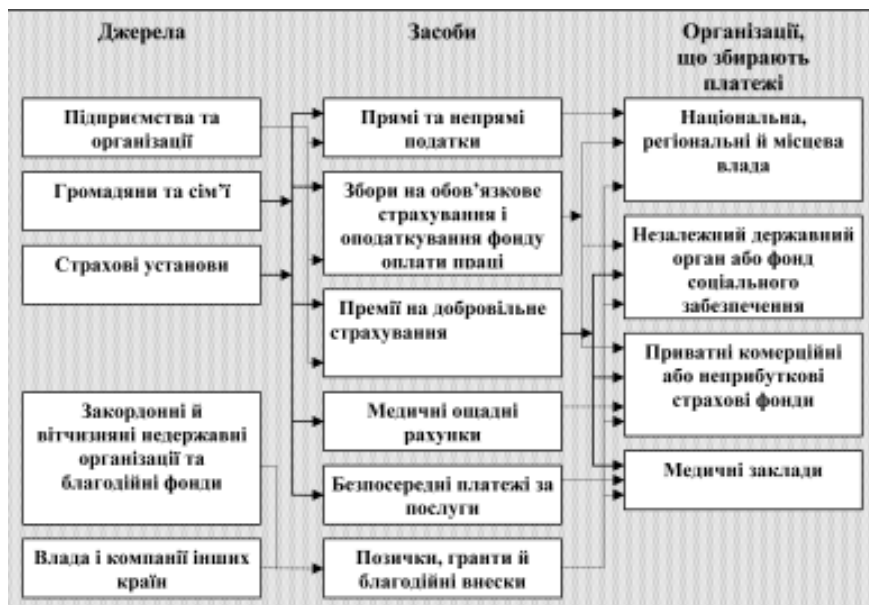 Джерела
Підприємства та
організації
Громадяни та сім’ї
Страхові установи
Закордонні й
вітчизняні недержавні
організації та
благодійні фонди
Влада і компанії інших
країн
Засоби
Прямі та непрямі
податки
Збори на обов’язкове
страхування і
оподаткування фонду
оплати праці
Премії на добровільне
страхування
Медичні ощадні
рахунки
Безпосередні платежі за
послуги
Позички, гранти й
благодійні внески
Організації,
що збирають
платежі
Національна,
регіональні й місцева
влада
Незалежний державний
орган або фонд
соціального
забезпечення
Приватні комерційні
або неприбуткові
страхові фонди
Медичні заклади